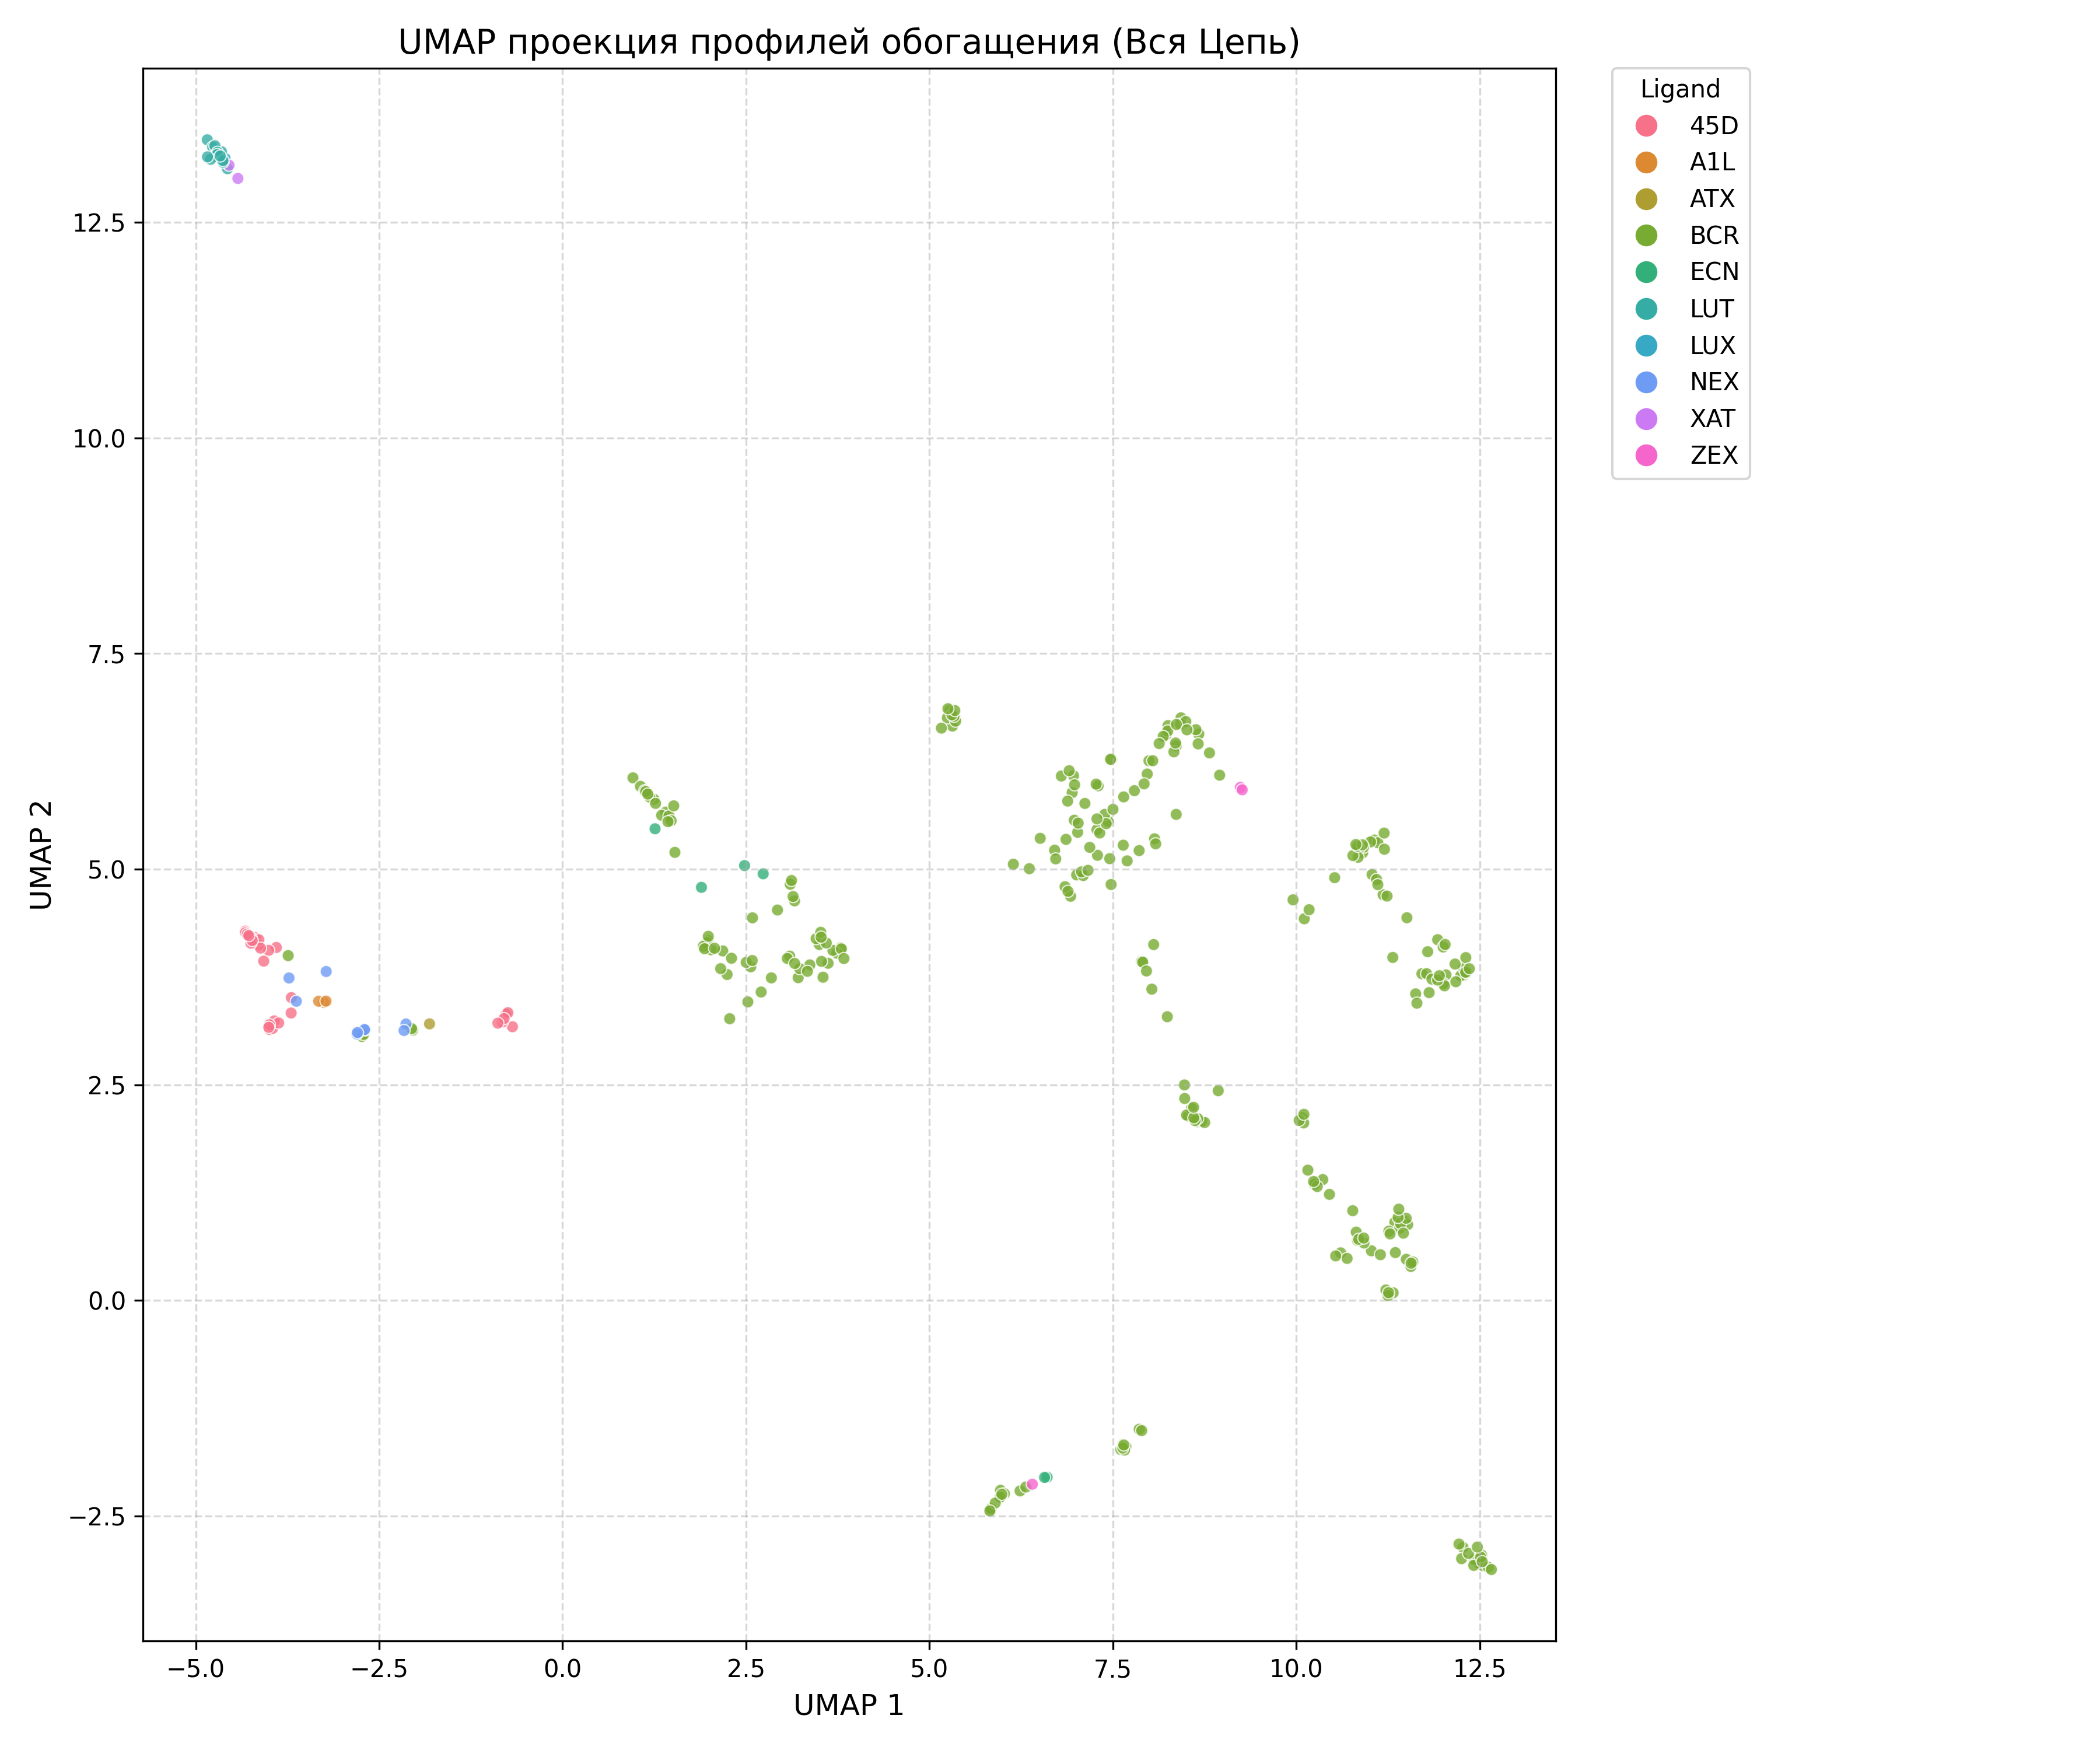 UMAP проекция профилей обогащения (Вся Цепь)
Ligand
45D
A1L
ATX
BCR
ECN
LUT
LUX
NEX
XAT
ZEX
UMAP 2
12.5
10.0
7.5
5.0
2.5
0.0
−2.5
−5.0 −2.5 0.0 2.5 5.0 7.5 10.0 12.5
UMAP 1